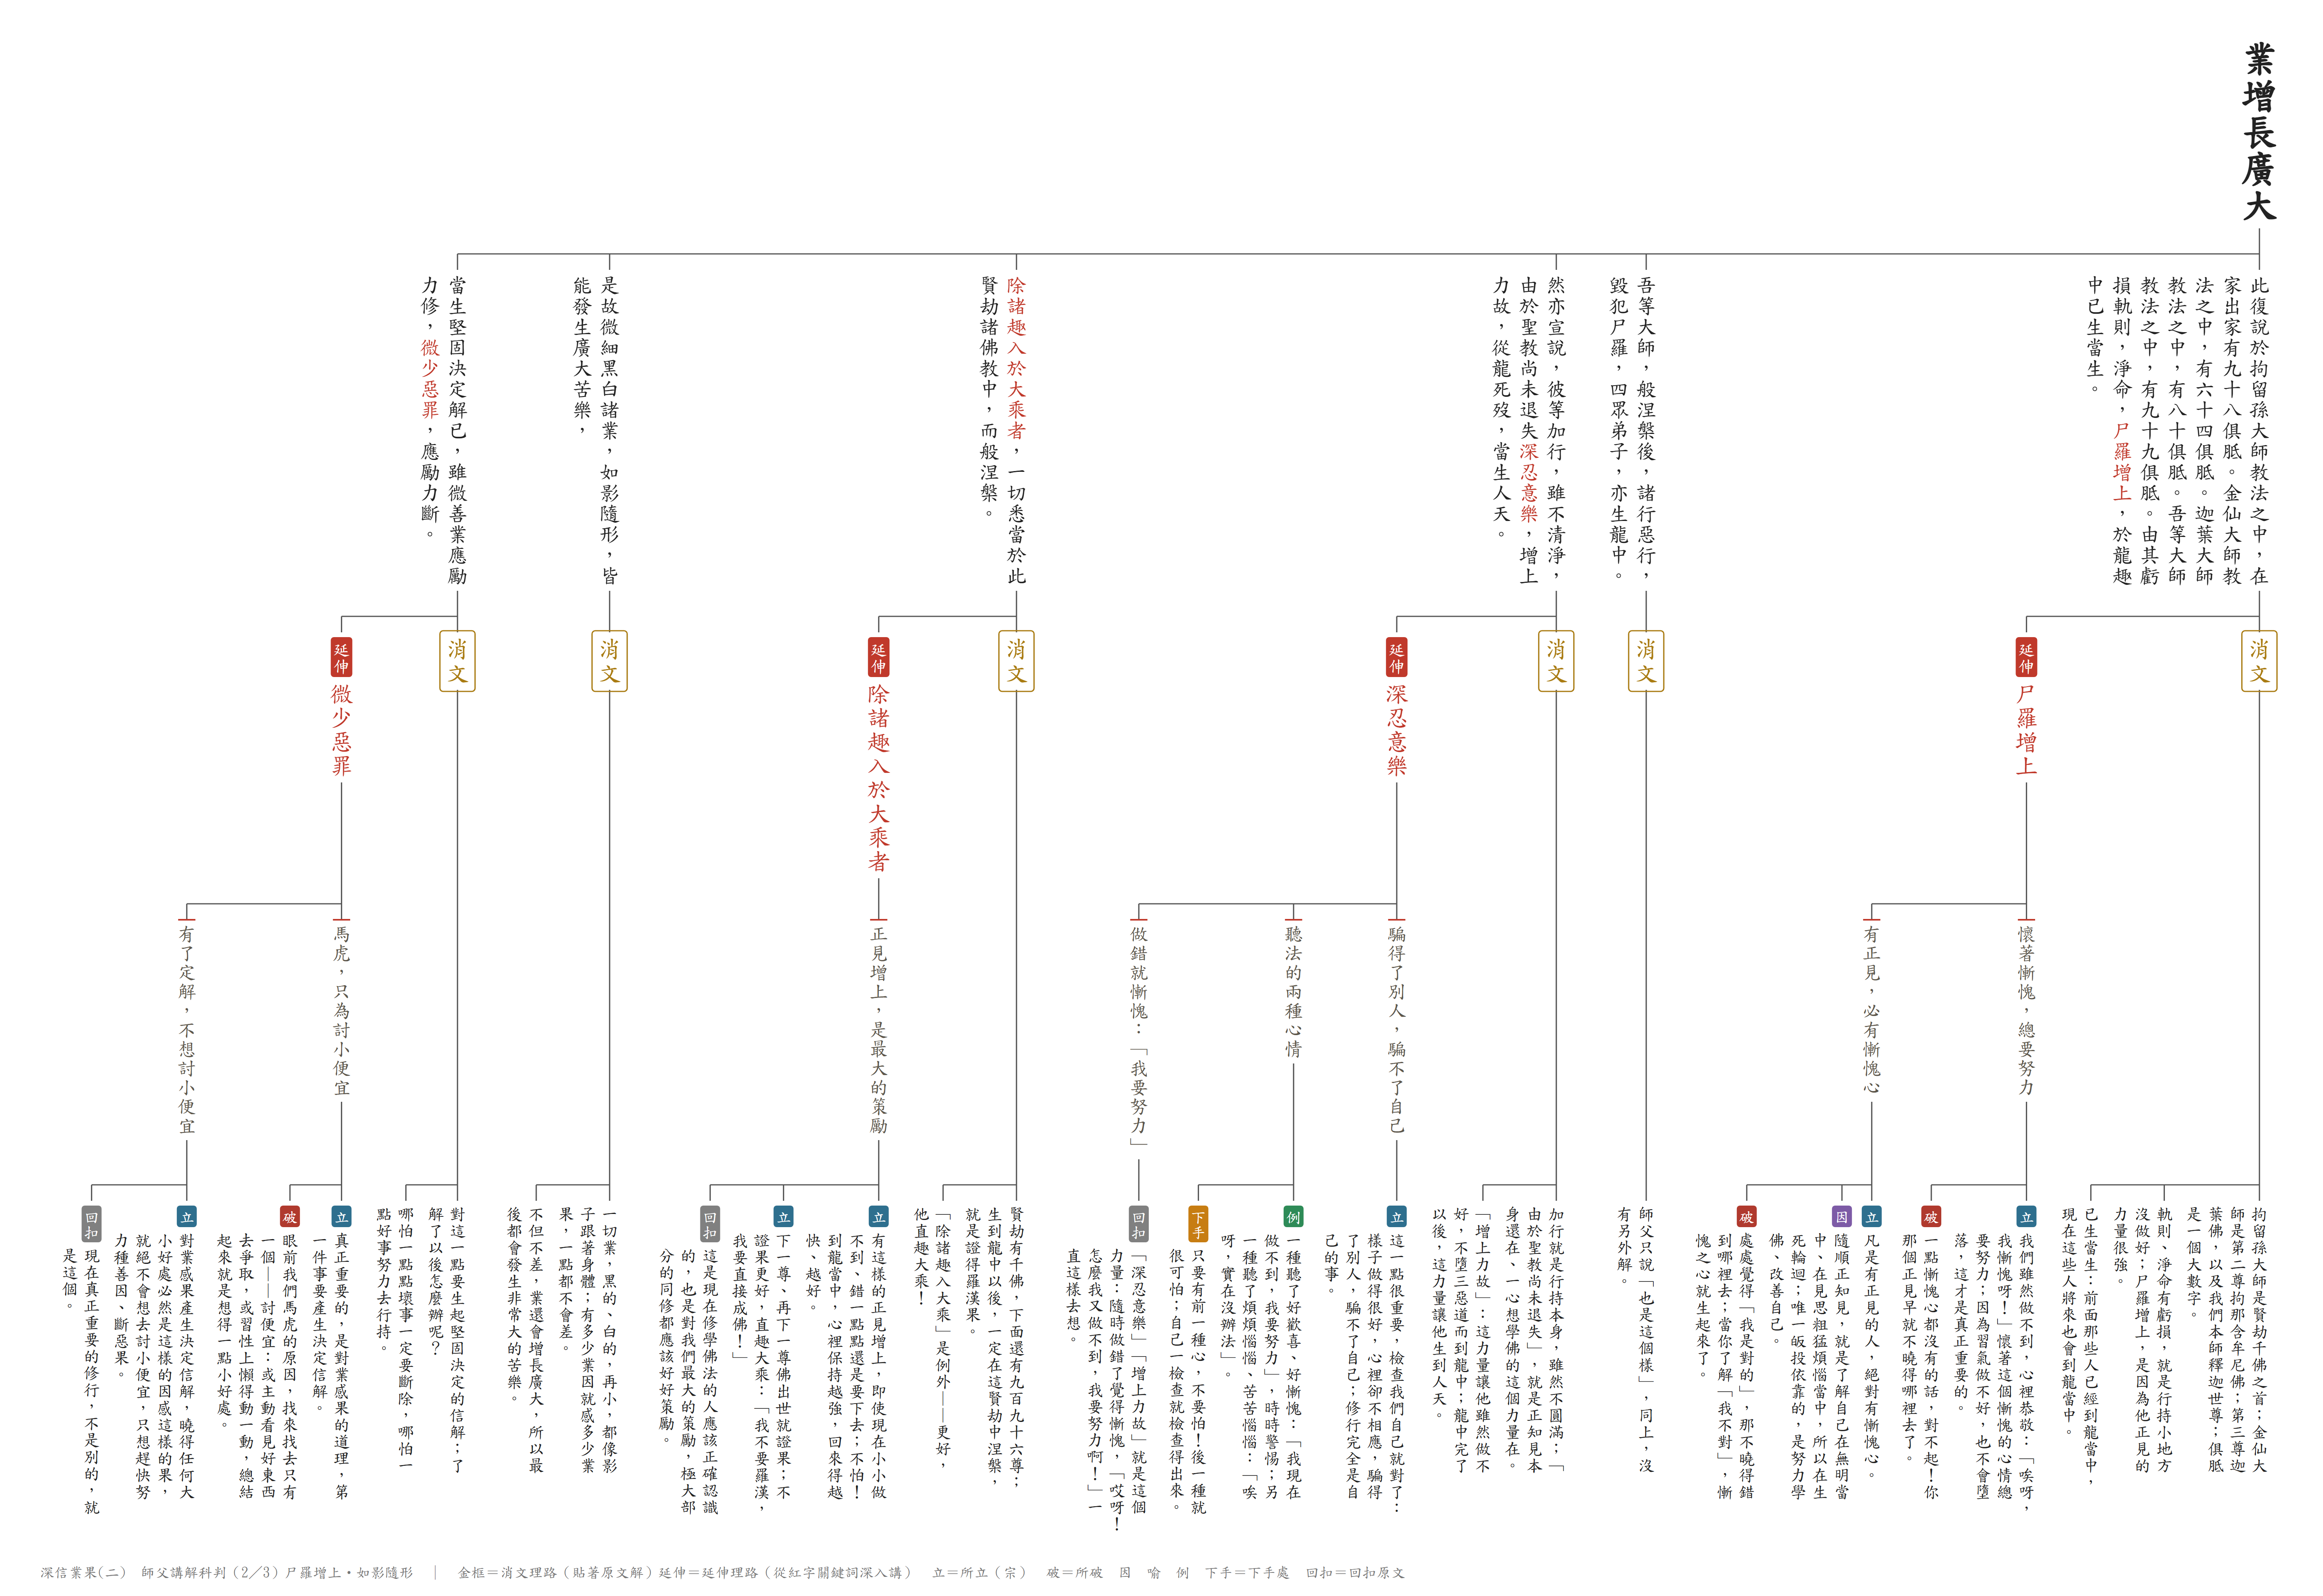 業增長廣大
此復說於拘留孫大師教法之中，在
家出家有九十八俱胝。金仙大師教
法之中，有六十四俱胝。迦葉大師
教法之中，有八十俱胝。吾等大師
教法之中，有九十九俱胝。由其虧
損軌則，淨命，尸羅增上，於龍趣
中已生當生。
消文
拘留孫大師是賢劫千佛之首；金仙大
師是第二尊拘那含牟尼佛；第三尊迦
葉佛，以及我們本師釋迦世尊；俱胝
是一個大數字。
軌則、淨命有虧損，就是行持小地方
沒做好；尸羅增上，是因為他正見的
力量很強。
已生當生：前面那些人已經到龍當中，
現在這些人將來也會到龍當中。
延伸
尸羅增上
懷著慚愧，總要努力
立
我們雖然做不到，心裡恭敬：「唉呀，
我慚愧呀！」懷著這個慚愧的心情總
要努力；因為習氣做不好，也不會墮
落，這才是真正重要的。
破
一點慚愧心都沒有的話，對不起！你
那個正見早就不曉得哪裡去了。
有正見，必有慚愧心
立
凡是有正見的人，絕對有慚愧心。
因
隨順正知見，就是了解自己在無明當
中、在見思粗猛煩惱當中，所以在生
死輪迴；唯一皈投依靠的，是努力學
佛、改善自己。
破
處處覺得「我是對的」，那不曉得錯
到哪裡去；當你了解「我不對」，慚
愧之心就生起來了。
吾等大師，般涅槃後，諸行惡行，
毀犯尸羅，四眾弟子，亦生龍中。
消文
師父只說「也是這個樣」，同上，沒
有另外解。
然亦宣說，彼等加行，雖不清淨，
由於聖教尚未退失深忍意樂，增上
力故，從龍死歿，當生人天。
消文
加行就是行持本身，雖然不圓滿；「
由於聖教尚未退失」，就是正知見本
身還在、一心想學佛的這個力量在。
「增上力故」：這力量讓他雖然做不
好，不墮三惡道而到龍中；龍中完了
以後，這力量讓他生到人天。
延伸
深忍意樂
騙得了別人，騙不了自己
立
這一點很重要，檢查我們自己就對了：
樣子做得很好，心裡卻不相應，騙得
了別人，騙不了自己；修行完全是自
己的事。
聽法的兩種心情
例
一種聽了好歡喜、好慚愧：「我現在
做不到，我要努力」，時時警惕；另
一種聽了煩煩惱惱、苦苦惱惱：「唉
呀，實在沒辦法」。
下手
只要有前一種心，不要怕！後一種就
很可怕；自己一檢查就檢查得出來。
做錯就慚愧：「我要努力」
回扣
「深忍意樂」「增上力故」就是這個
力量：隨時做錯了覺得慚愧，「哎呀！
怎麼我又做不到，我要努力啊！」一
直這樣去想。
除諸趣入於大乘者，一切悉當於此
賢劫諸佛教中，而般涅槃。
消文
賢劫有千佛，下面還有九百九十六尊；
生到龍中以後，一定在這賢劫中涅槃，
就是證得羅漢果。
「除諸趣入大乘」是例外——更好，
他直趣大乘！
延伸
除諸趣入於大乘者
正見增上，是最大的策勵
立
有這樣的正見增上，即使現在小小做
不到、錯一點點還是要下去；不怕！
到龍當中，心裡保持越強，回來得越
快、越好。
立
下一尊、再下一尊佛出世就證果；不
證果更好，直趣大乘：「我不要羅漢，
我要直接成佛！」
回扣
這是現在修學佛法的人應該正確認識
的，也是對我們最大的策勵，極大部
分的同修都應該好好策勵。
是故微細黑白諸業，如影隨形，皆
能發生廣大苦樂，
消文
一切業，黑的、白的，再小，都像影
子跟著身體；有多少業因就感多少業
果，一點都不會差。
不但不差，業還會增長廣大，所以最
後都會發生非常大的苦樂。
當生堅固決定解已，雖微善業應勵
力修，微少惡罪，應勵力斷。
消文
對這一點要生起堅固決定的信解；了
解了以後怎麼辦呢？
哪怕一點點壞事一定要斷除，哪怕一
點好事努力去行持。
延伸
微少惡罪
馬虎，只為討小便宜
立
真正重要的，是對業感果的道理，第
一件事要產生決定信解。
破
眼前我們馬虎的原因，找來找去只有
一個——討便宜：或主動看見好東西
去爭取，或習性上懶得動一動，總結
起來就是想得一點小好處。
有了定解，不想討小便宜
立
對業感果產生決定信解，曉得任何大
小好處必然是這樣的因感這樣的果，
就絕不會想去討小便宜，只想趕快努
力種善因、斷惡果。
回扣
現在真正重要的修行，不是別的，就
是這個。
深信業果(二)　師父講解科判（2／3）尸羅增上・如影隨形　｜　金框＝消文理路（貼著原文解）延伸＝延伸理路（從紅字關鍵詞深入講）　立＝所立（宗）　破＝所破　因　喻　例　下手＝下手處　回扣＝回扣原文